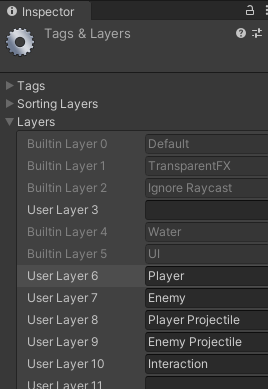 Inspector
Tags & Layers
Tags
Sorting Layers
Layers
Builtin Layer 0 Default
Builtin Layer 1 TransparentFX
Builtin Layer 2 Ignore Raycast
User Layer 3
Builtin Layer 4 Water
Builtin Layer 5 UI
User Layer 6 Player
User Layer 7 Enemy
User Layer 8 Player Projectile
User Layer 9 Enemy Projectile
User Layer 10 Interaction
User Layer 11